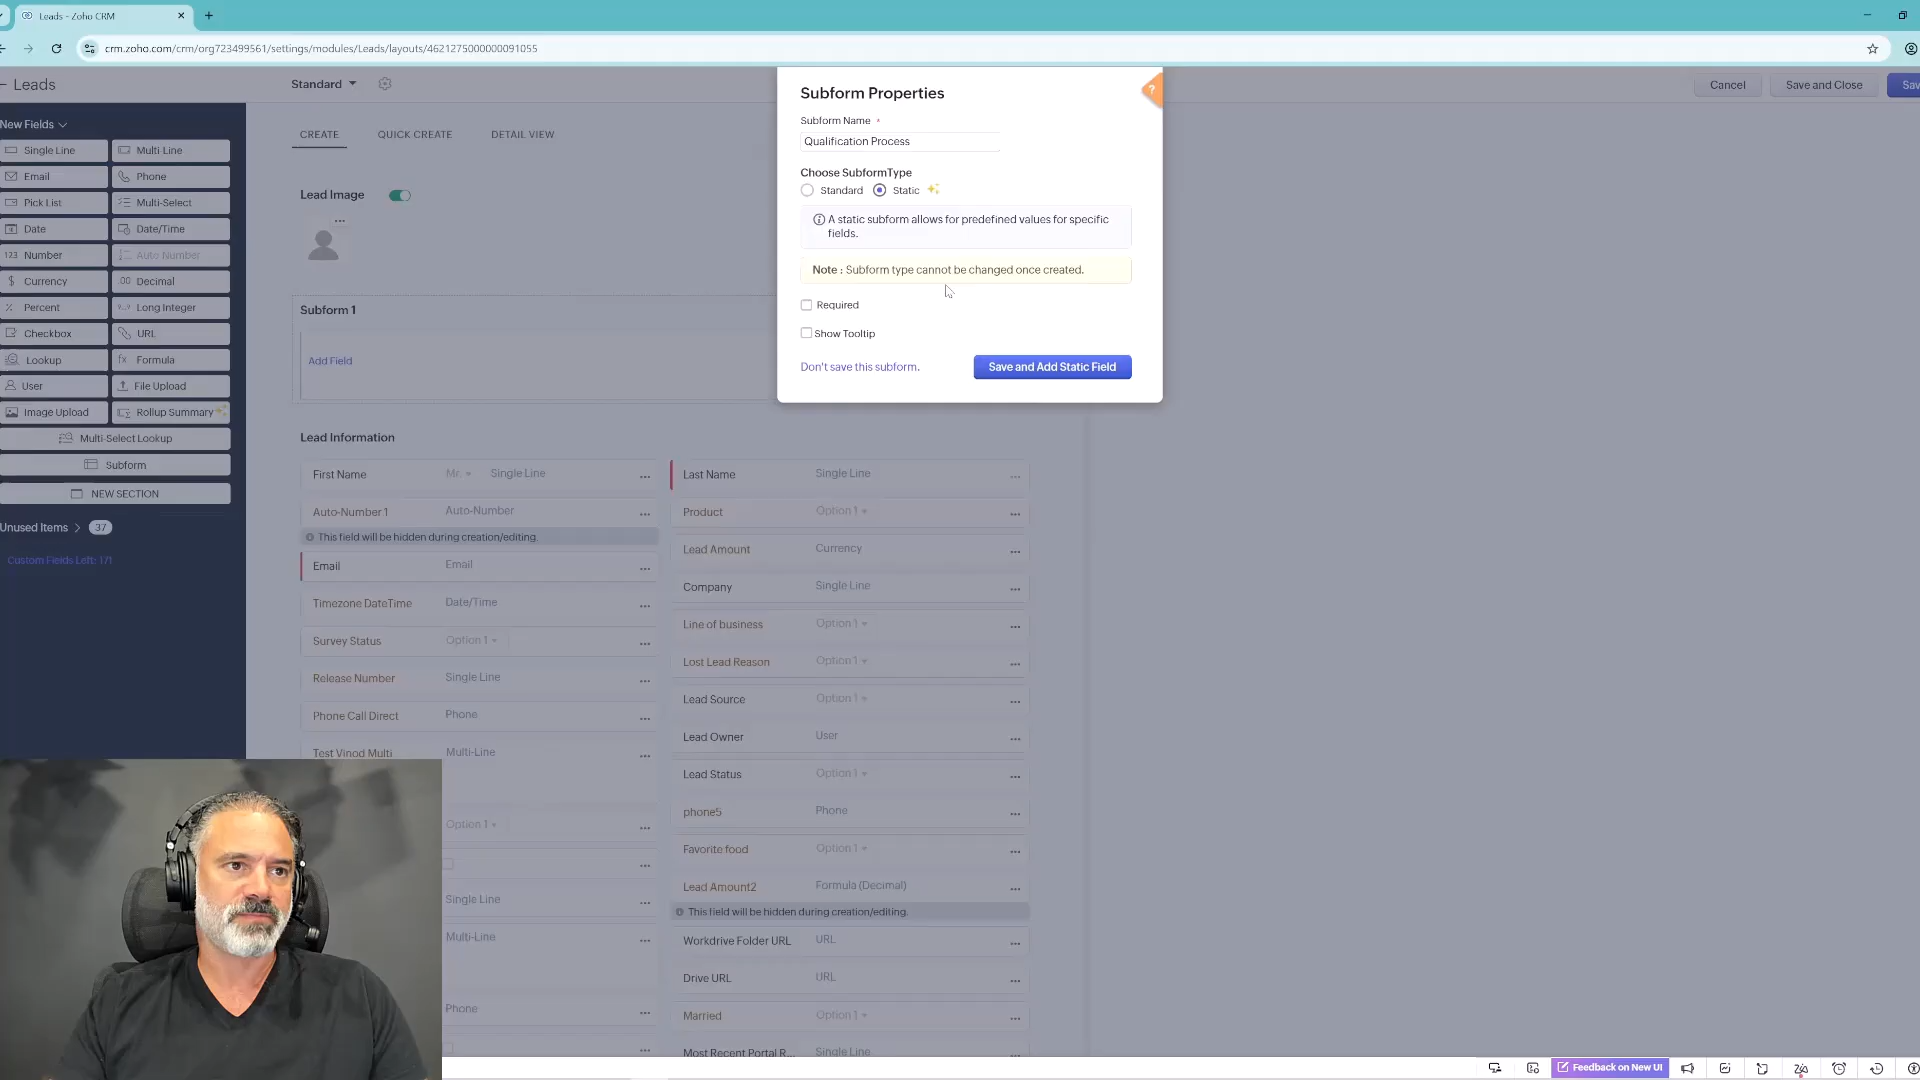 Leads - Zoho CRM
crm.zoho.com/crm/org723499561/settings/modules/Leads/layouts/4621275000000091055
Leads
Standard
Cancel
Save and Close
Sav
New Fields
Single Line
Multi-Line
Email
Phone
Pick List
Multi-Select
Date
Date/Time
123 Number
Auto Number
$ Currency
.00 Decimal
% Percent
Long Integer
Checkbox
URL
Lookup
fx Formula
User
File Upload
Image Upload
Rollup Summary
Multi-Select Lookup
Subform
NEW SECTION
Unused Items
37
Custom Fields Left: 171
CREATE
QUICK CREATE
DETAIL VIEW
Lead Image
Subform 1
Add Field
Subform Properties
?
Subform Name *
Qualification Process
Choose SubformType
Standard
Static
A static subform allows for predefined values for specific
fields.
Note : Subform type cannot be changed once created.
Required
Show Tooltip
Don't save this subform.
Save and Add Static Field
Lead Information
First Name
Mr.
Single Line
Last Name
Single Line
Auto-Number 1
Auto-Number
Product
Option 1
This field will be hidden during creation/editing.
Lead Amount
Currency
Email
Email
Company
Single Line
Timezone DateTime
Date/Time
Line of business
Option 1
Survey Status
Option 1
Lost Lead Reason
Option 1
Release Number
Single Line
Lead Source
Option 1
Phone Call Direct
Phone
Lead Owner
User
Test Vinod Multi
Multi-Line
Lead Status
Option 1
phone5
Phone
Option 1
Favorite food
Option 1
Lead Amount2
Formula (Decimal)
This field will be hidden during creation/editing.
Single Line
Multi-Line
Workdrive Folder URL
URL
Drive URL
URL
Phone
Married
Option 1
Most Recent Portal R...
Single Line
Feedback on New UI